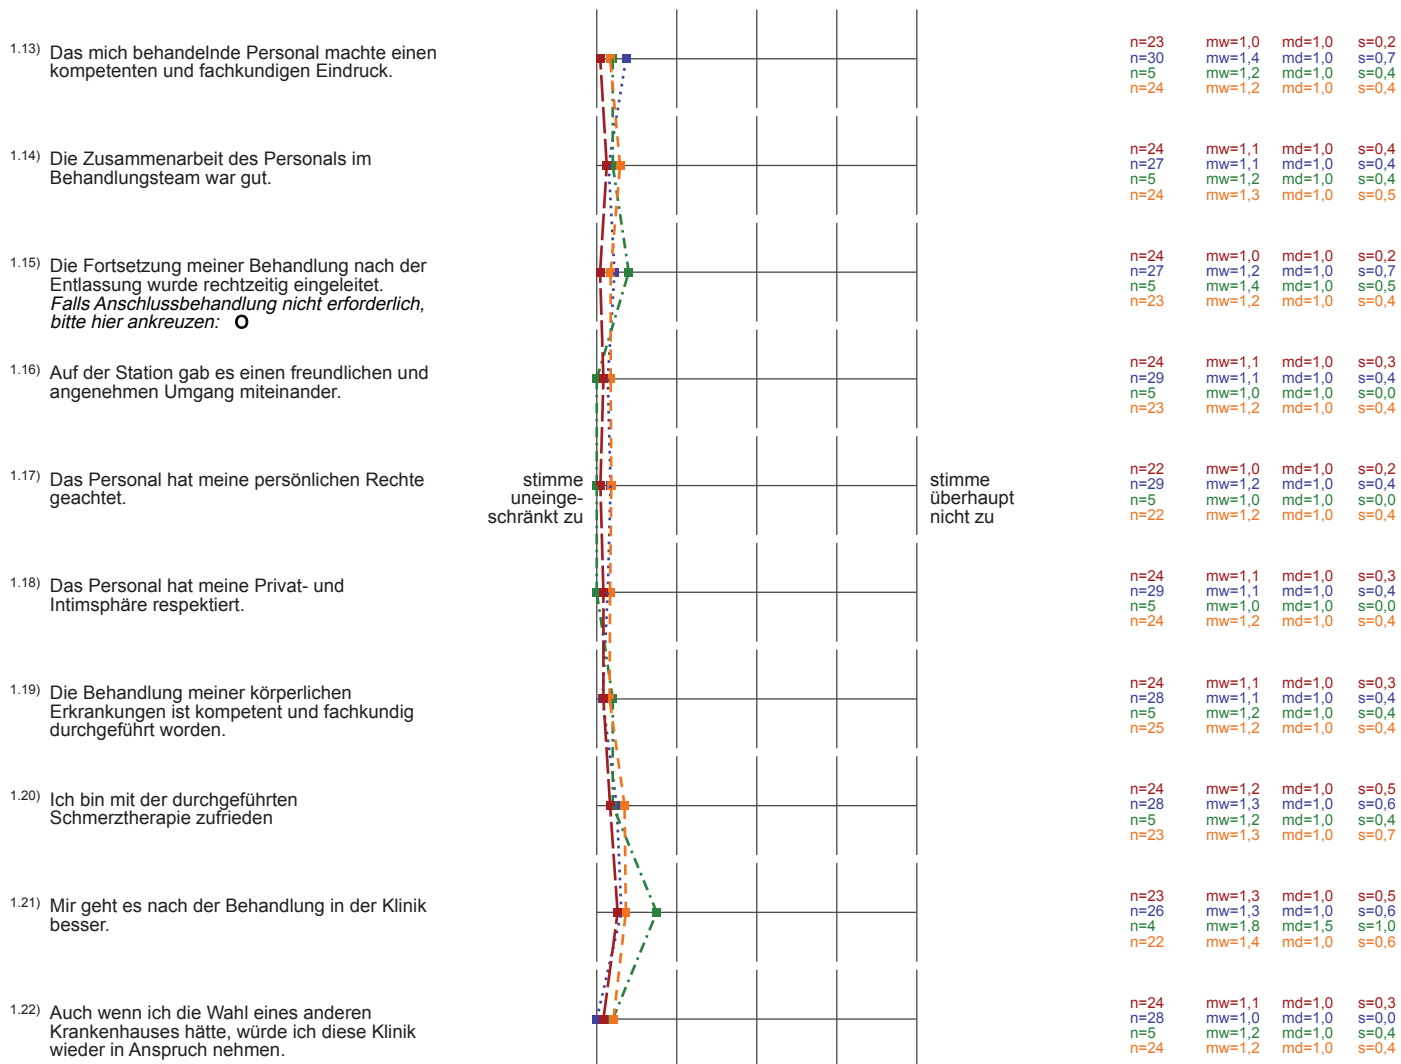 1.13) Das mich behandelnde Personal machte einen
kompetenten und fachkundigen Eindruck.
n=23 mw=1,0 md=1,0 s=0,2
n=30 mw=1,4 md=1,0 s=0,7
n=5 mw=1,2 md=1,0 s=0,4
n=24 mw=1,2 md=1,0 s=0,4
1.14) Die Zusammenarbeit des Personals im
Behandlungsteam war gut.
n=24 mw=1,1 md=1,0 s=0,4
n=27 mw=1,1 md=1,0 s=0,4
n=5 mw=1,2 md=1,0 s=0,4
n=24 mw=1,3 md=1,0 s=0,5
1.15) Die Fortsetzung meiner Behandlung nach der
Entlassung wurde rechtzeitig eingeleitet.
Falls Anschlussbehandlung nicht erforderlich,
bitte hier ankreuzen: O
n=24 mw=1,0 md=1,0 s=0,2
n=27 mw=1,2 md=1,0 s=0,7
n=5 mw=1,4 md=1,0 s=0,5
n=23 mw=1,2 md=1,0 s=0,4
1.16) Auf der Station gab es einen freundlichen und
angenehmen Umgang miteinander.
n=24 mw=1,1 md=1,0 s=0,3
n=29 mw=1,1 md=1,0 s=0,4
n=5 mw=1,0 md=1,0 s=0,0
n=23 mw=1,2 md=1,0 s=0,4
1.17) Das Personal hat meine persönlichen Rechte
geachtet.
stimme
uneinge-
schränkt zu
stimme
überhaupt
nicht zu
n=22 mw=1,0 md=1,0 s=0,2
n=29 mw=1,2 md=1,0 s=0,4
n=5 mw=1,0 md=1,0 s=0,0
n=22 mw=1,2 md=1,0 s=0,4
1.18) Das Personal hat meine Privat- und
Intimsphäre respektiert.
n=24 mw=1,1 md=1,0 s=0,3
n=29 mw=1,1 md=1,0 s=0,4
n=5 mw=1,0 md=1,0 s=0,0
n=24 mw=1,2 md=1,0 s=0,4
1.19) Die Behandlung meiner körperlichen
Erkrankungen ist kompetent und fachkundig
durchgeführt worden.
n=24 mw=1,1 md=1,0 s=0,3
n=28 mw=1,1 md=1,0 s=0,4
n=5 mw=1,2 md=1,0 s=0,4
n=25 mw=1,2 md=1,0 s=0,4
1.20) Ich bin mit der durchgeführten
Schmerztherapie zufrieden
n=24 mw=1,2 md=1,0 s=0,5
n=28 mw=1,3 md=1,0 s=0,6
n=5 mw=1,2 md=1,0 s=0,4
n=23 mw=1,3 md=1,0 s=0,7
1.21) Mir geht es nach der Behandlung in der Klinik
besser.
n=23 mw=1,3 md=1,0 s=0,5
n=26 mw=1,3 md=1,0 s=0,6
n=4 mw=1,8 md=1,5 s=1,0
n=22 mw=1,4 md=1,0 s=0,6
1.22) Auch wenn ich die Wahl eines anderen
Krankenhauses hätte, würde ich diese Klinik
wieder in Anspruch nehmen.
n=24 mw=1,1 md=1,0 s=0,3
n=28 mw=1,0 md=1,0 s=0,0
n=5 mw=1,2 md=1,0 s=0,4
n=24 mw=1,2 md=1,0 s=0,4